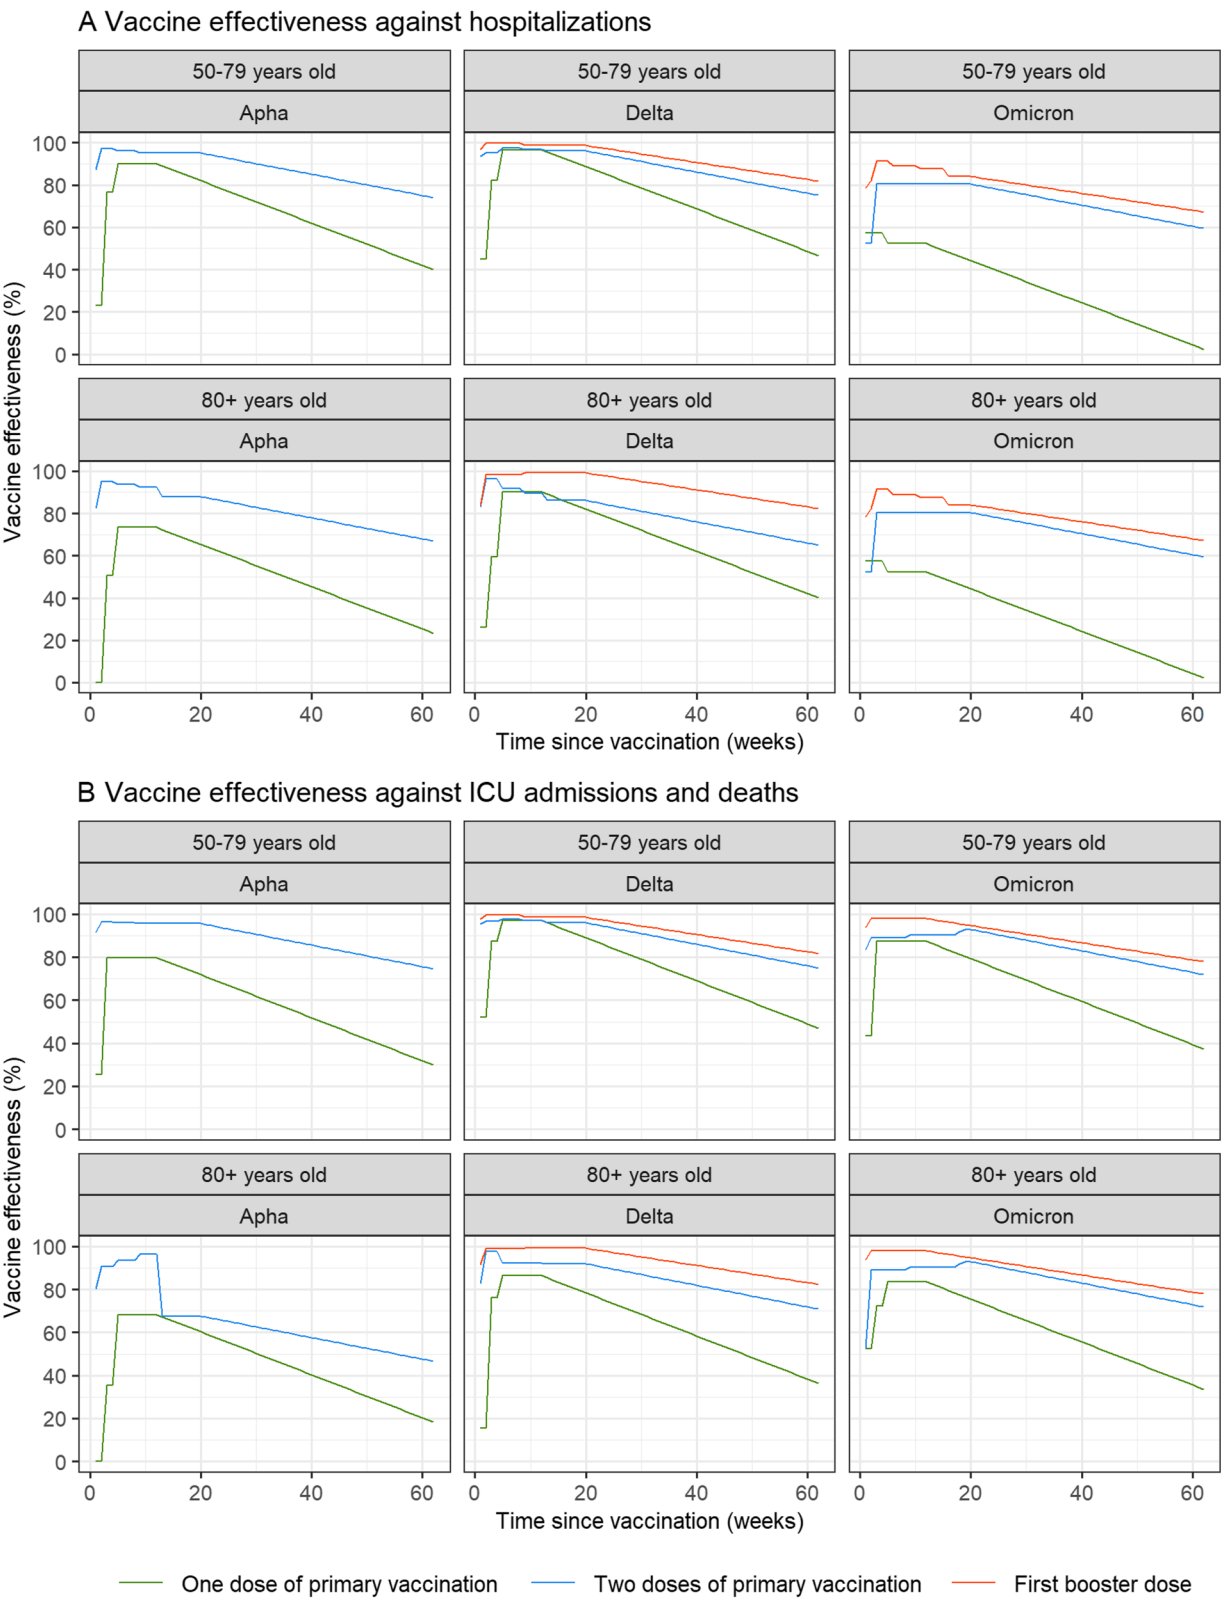 A Vaccine effectiveness against hospitalizations
50-79 years old 50-79 years old 50-79 years old
Apha Delta Omicron
100
80
60
40
20
0
80+ years old 80+ years old 80+ years old
Apha Delta Omicron
100
80
60
40
20
0
Vaccine effectiveness (%)
0 20 40 60 0 20 40 60 0 20 40 60
Time since vaccination (weeks)
B Vaccine effectiveness against ICU admissions and deaths
50-79 years old 50-79 years old 50-79 years old
Apha Delta Omicron
100
80
60
40
20
0
80+ years old 80+ years old 80+ years old
Apha Delta Omicron
100
80
60
40
20
0
Vaccine effectiveness (%)
0 20 40 60 0 20 40 60 0 20 40 60
Time since vaccination (weeks)
One dose of primary vaccination Two doses of primary vaccination First booster dose